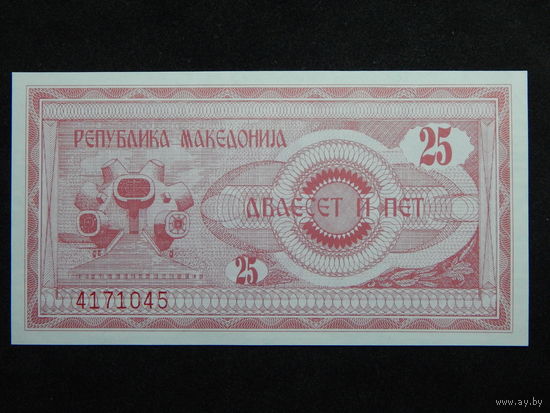 РЕПУБЛИКА МАКЕДОНИЈА
25
ДВАЕСЕТ И ПЕТ
25
4171045
www.ay.by